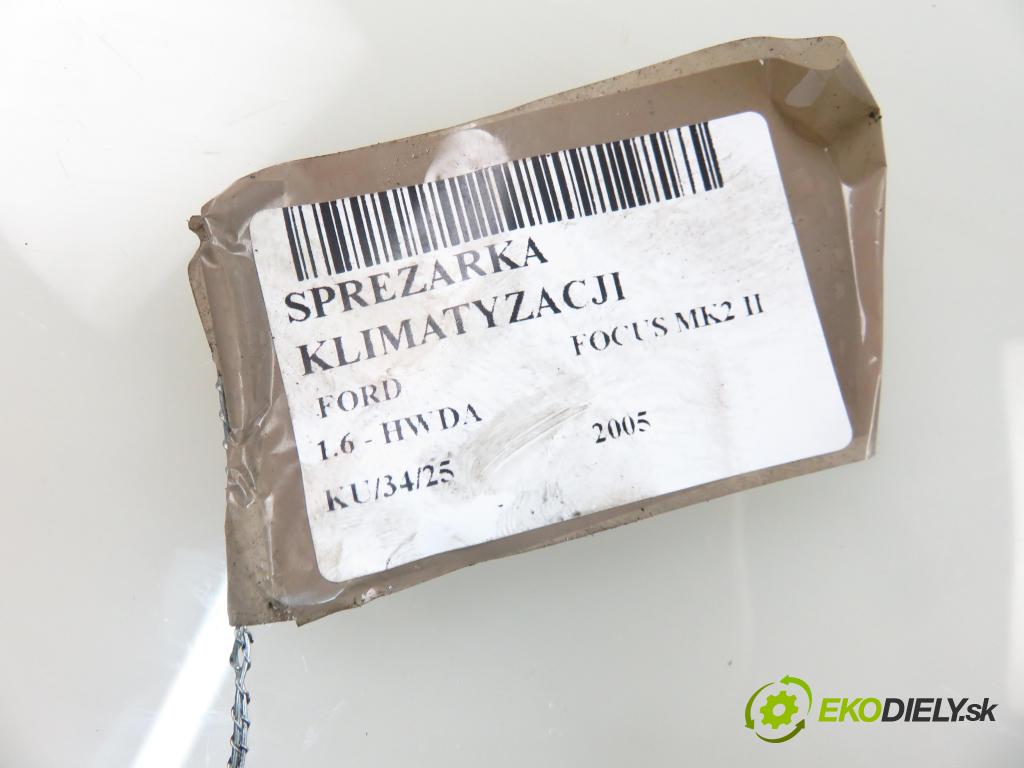 SPREZARKA
KLIMATYZACJI
FORD FOCUS MK2 II
1.6 - HWDA
KU/34/25 2005
EKODIELY.sk